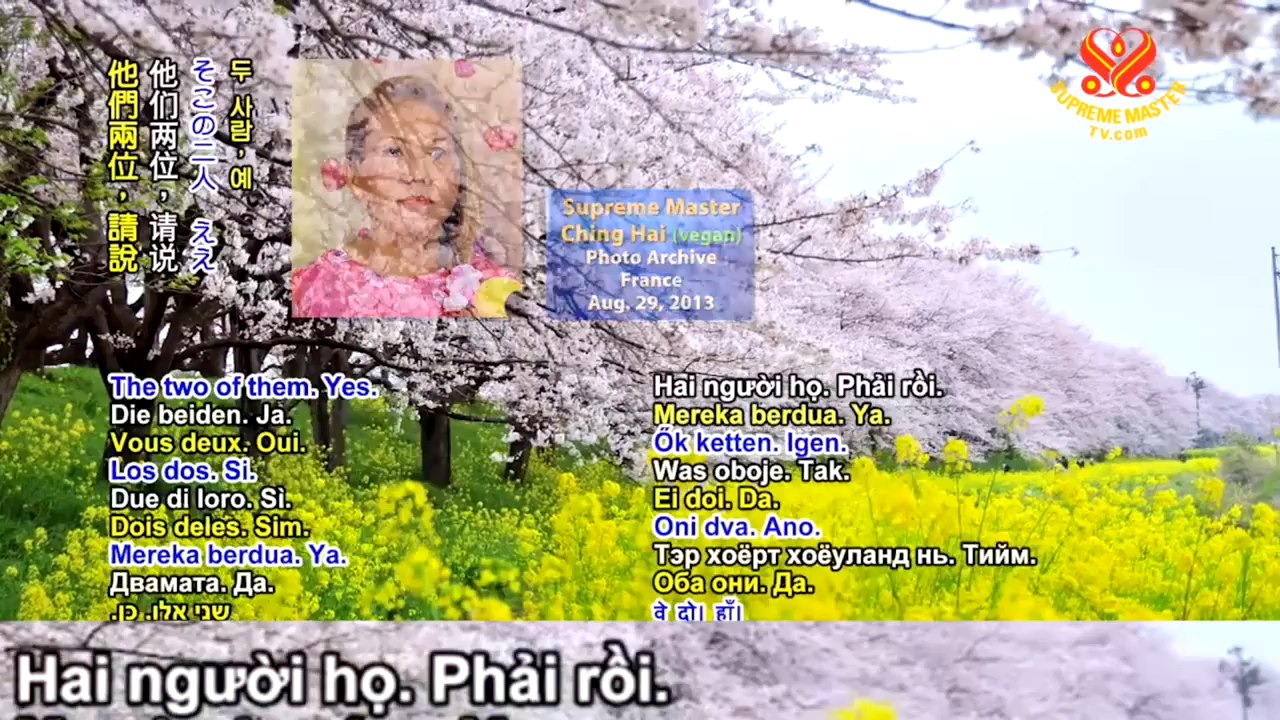 他們兩位，請說
他们两位，请说
そこの二人 ええ
두 사람, 예
SUPREME MASTER
TV.com
Supreme Master
Ching Hai (vegan)
Photo Archive
France
Aug. 29, 2013
The two of them. Yes.
Die beiden. Ja.
Vous deux. Oui.
Los dos. Si.
Due di loro. Sì.
Dois deles. Sim.
Mereka berdua. Ya.
Двамата. Да.
שני אלו. כן.
Hai người họ. Phải rồi.
Mereka berdua. Ya.
Ők ketten. Igen.
Was oboje. Tak.
Ei doi. Da.
Oni dva. Ano.
Тэр хоёрт хоёуланд нь. Тийм.
Оба они. Да.
वे दो। हाँ।
Hai người họ. Phải rồi.